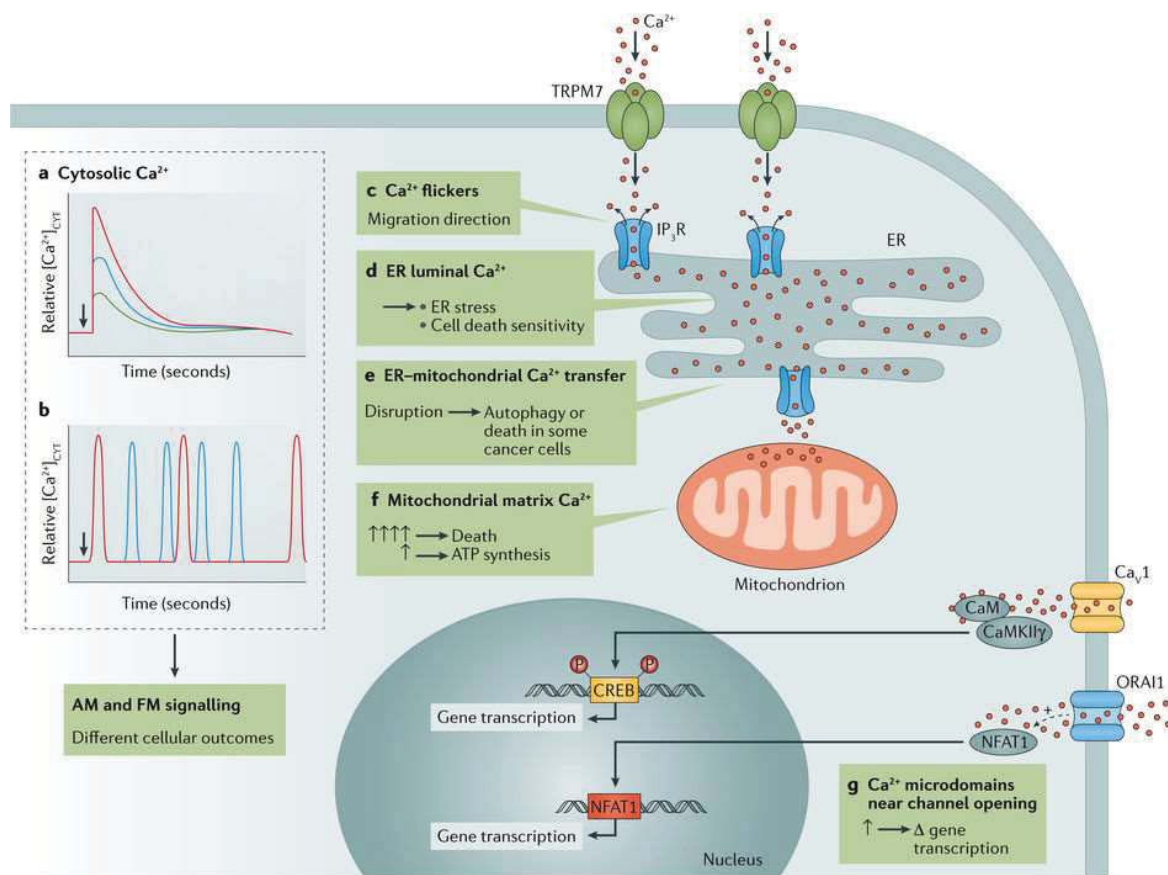 Ca²⁺
TRPM7
a Cytosolic Ca²⁺
Relative [Ca²⁺]CYT
Time (seconds)
b
Relative [Ca²⁺]CYT
Time (seconds)
AM and FM signalling
Different cellular outcomes
c Ca²⁺ flickers
Migration direction
IP₃R
ER
d ER luminal Ca²⁺
→ • ER stress
• Cell death sensitivity
e ER–mitochondrial Ca²⁺ transfer
Disruption → Autophagy or
death in some
cancer cells
f Mitochondrial matrix Ca²⁺
↑↑↑↑ → Death
↑ → ATP synthesis
Mitochondrion
CaV1
CaM
CaMKIIγ
P
P
CREB
Gene transcription
ORAI1
+
NFAT1
NFAT1
Gene transcription
Nucleus
g Ca²⁺ microdomains
near channel opening
↑ → Δ gene
transcription